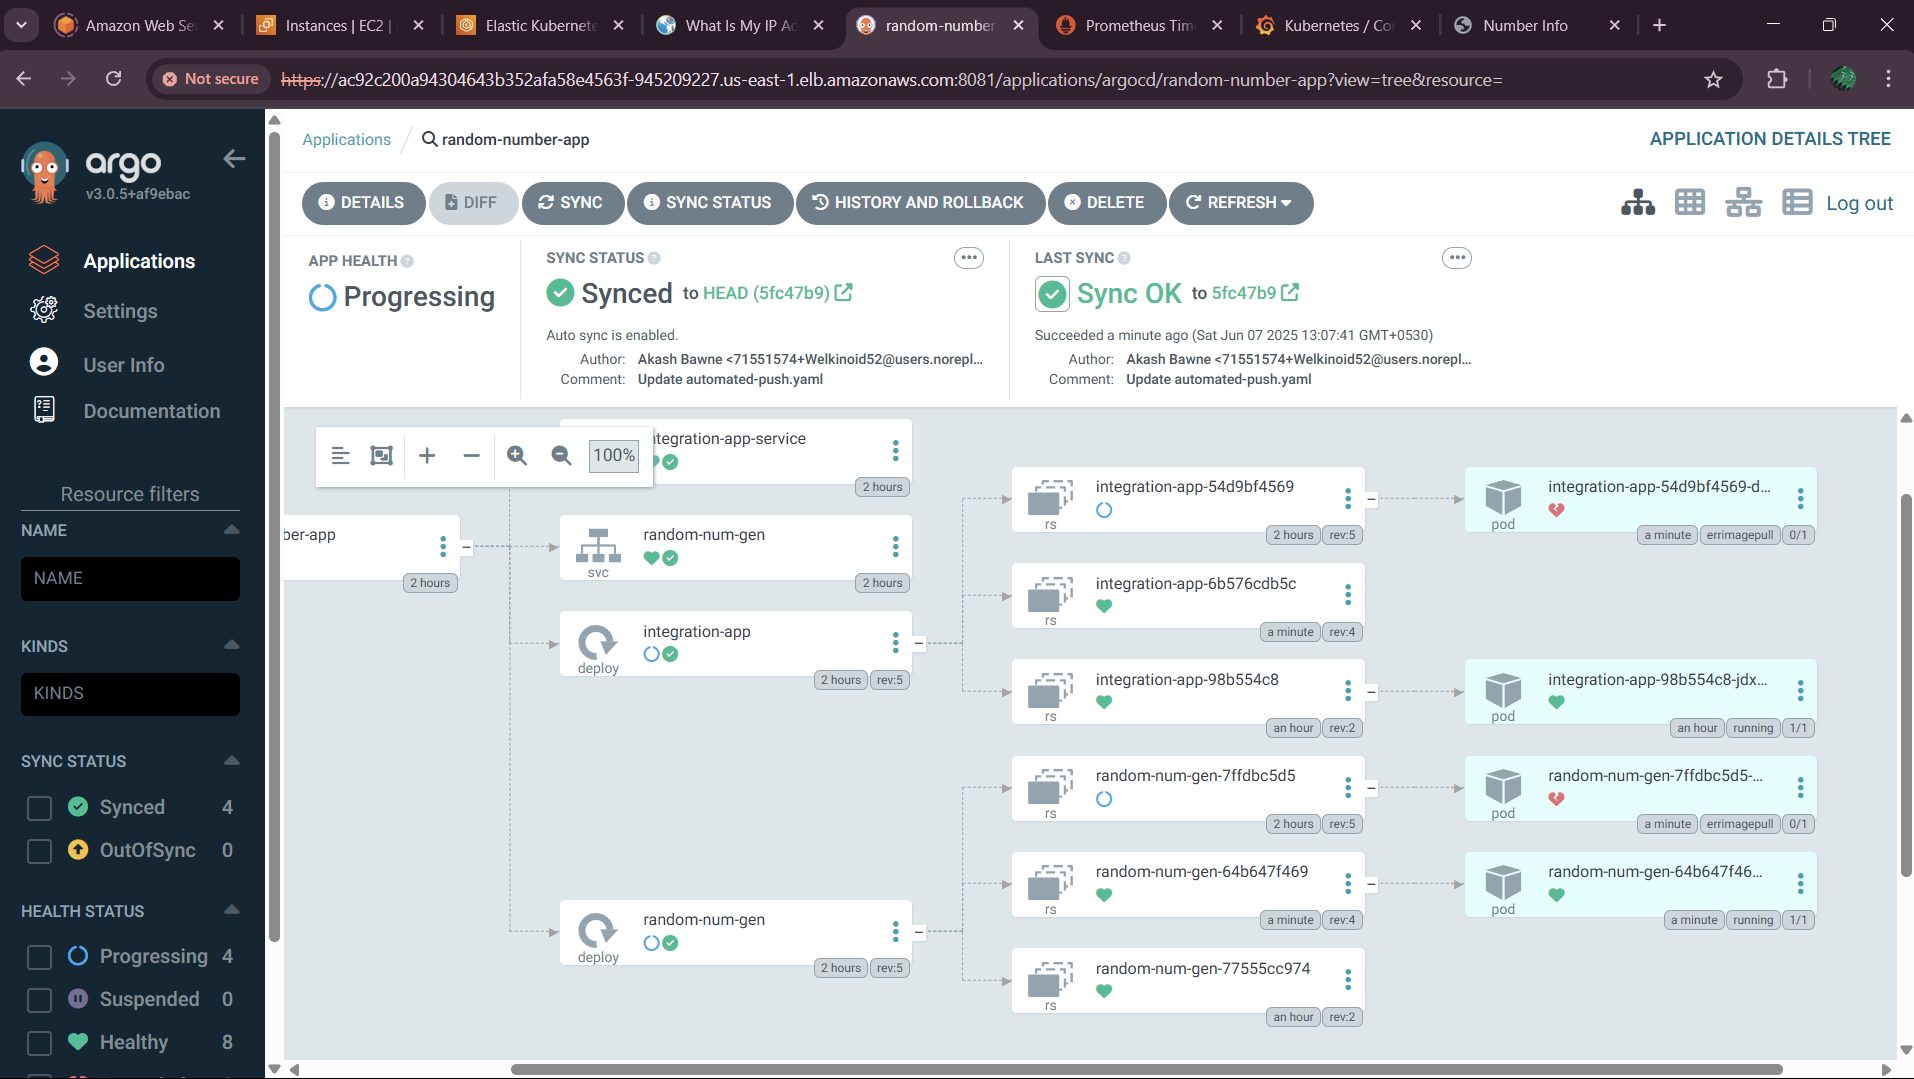 Amazon Web Se
Instances | EC2 |
Elastic Kubernete
What Is My IP Ad
random-number
Prometheus Time
Kubernetes / Co
Number Info
Not secure
https://ac92c200a94304643b352afa58e4563f-945209227.us-east-1.elb.amazonaws.com:8081/applications/argocd/random-number-app?view=tree&resource=
argo
v3.0.5+af9ebac
Applications
Settings
User Info
Documentation
Resource filters
NAME
NAME
KINDS
KINDS
SYNC STATUS
Synced 4
OutOfSync 0
HEALTH STATUS
Progressing 4
Suspended 0
Healthy 8
Applications / random-number-app
APPLICATION DETAILS TREE
DETAILS
DIFF
SYNC
SYNC STATUS
HISTORY AND ROLLBACK
DELETE
REFRESH
Log out
APP HEALTH
Progressing
SYNC STATUS
Synced to HEAD (5fc47b9)
Auto sync is enabled.
Author: Akash Bawne <71551574+Welkinoid52@users.norepl...
Comment: Update automated-push.yaml
LAST SYNC
Sync OK to 5fc47b9
Succeeded a minute ago (Sat Jun 07 2025 13:07:41 GMT+0530)
Author: Akash Bawne <71551574+Welkinoid52@users.norepl...
Comment: Update automated-push.yaml
100%
ntegration-app-service
2 hours
ber-app
2 hours
svc
random-num-gen
2 hours
deploy
integration-app
2 hours rev:5
deploy
random-num-gen
2 hours rev:5
rs
integration-app-54d9bf4569
2 hours rev:5
rs
integration-app-6b576cdb5c
a minute rev:4
rs
integration-app-98b554c8
an hour rev:2
rs
random-num-gen-7ffdbc5d5
2 hours rev:5
rs
random-num-gen-64b647f469
a minute rev:4
rs
random-num-gen-77555cc974
an hour rev:2
pod
integration-app-54d9bf4569-d...
a minute errimagepull 0/1
pod
integration-app-98b554c8-jdx...
an hour running 1/1
pod
random-num-gen-7ffdbc5d5-...
a minute errimagepull 0/1
pod
random-num-gen-64b647f46...
a minute running 1/1